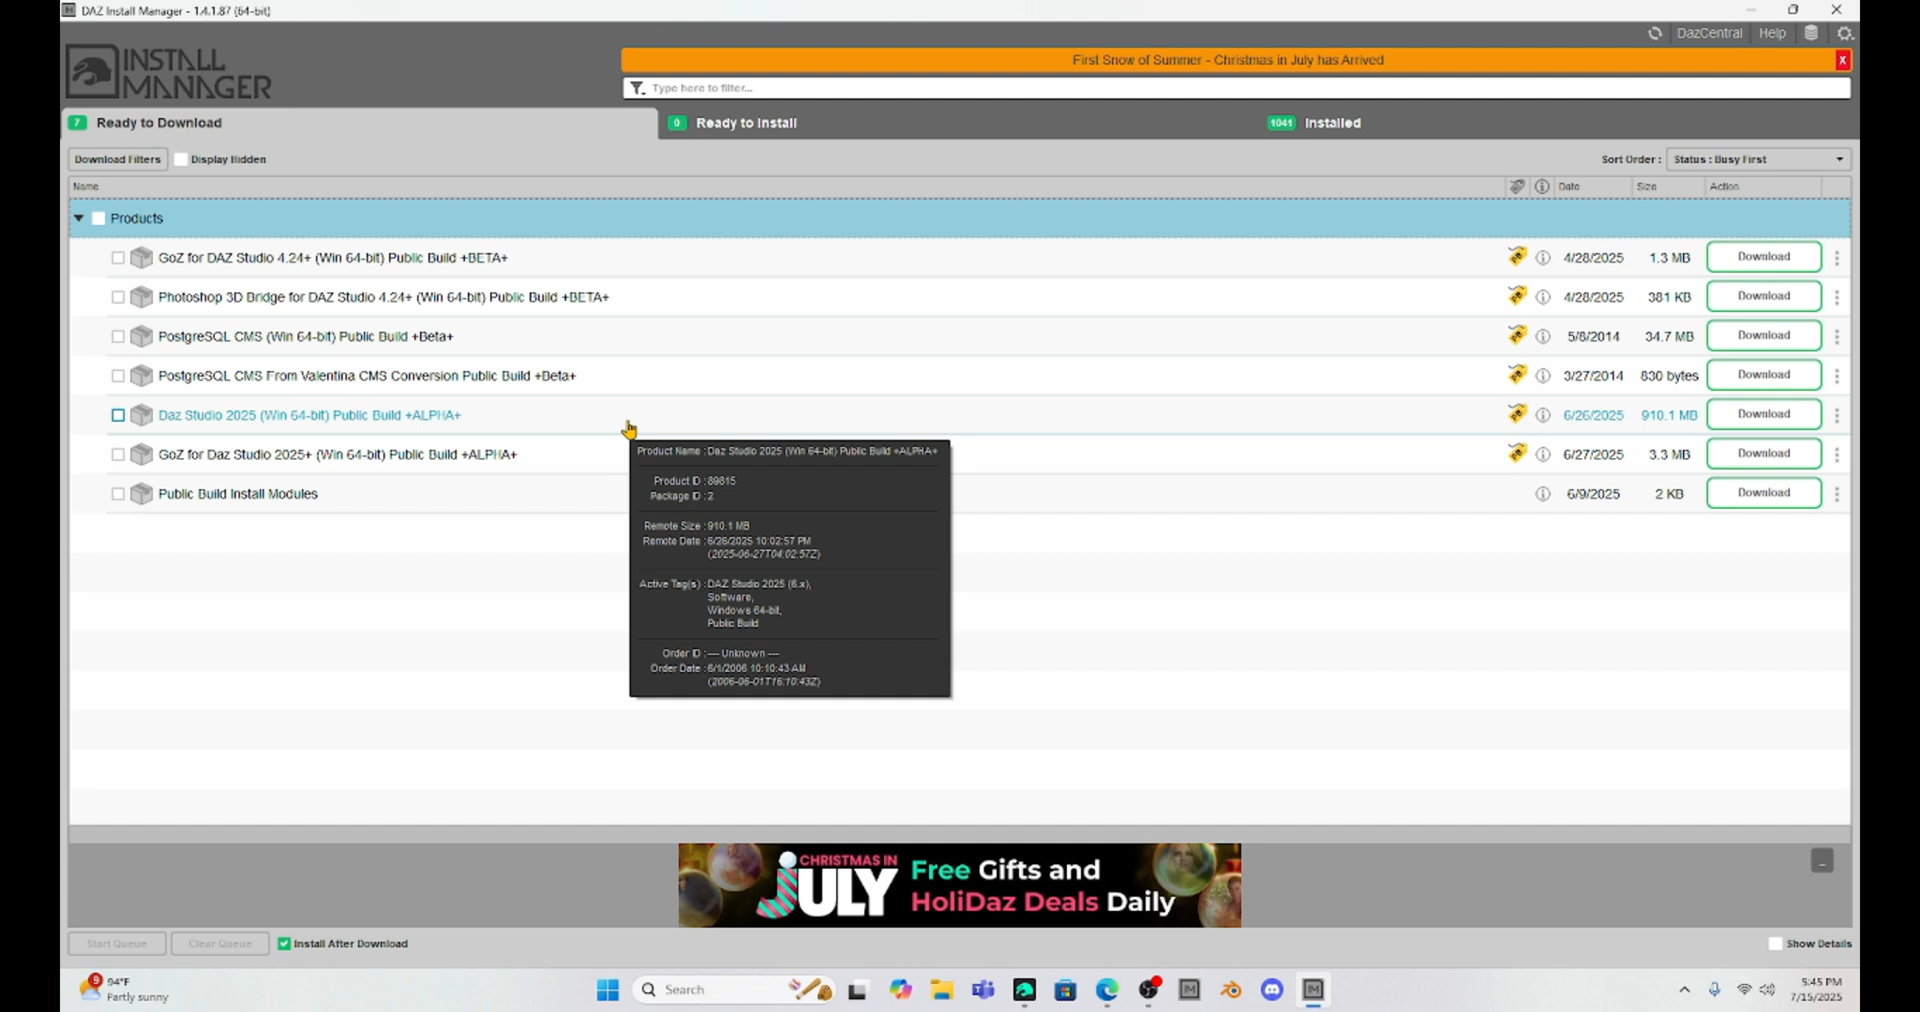 DAZ Install Manager - 1.4.1.87 (64-bit)
DazCentral Help
INSTALL
MANAGER
First Snow of Summer - Christmas in July has Arrived X
Type here to filter...
7 Ready to Download 0 Ready to Install 1041 Installed
Download Filters Display Hidden Sort Order : Status : Busy First
Name Date Size Action
Products
GoZ for DAZ Studio 4.24+ (Win 64-bit) Public Build +BETA+ 4/28/2025 1.3 MB Download
Photoshop 3D Bridge for DAZ Studio 4.24+ (Win 64-bit) Public Build +BETA+ 4/28/2025 381 KB Download
PostgreSQL CMS (Win 64-bit) Public Build +Beta+ 5/8/2014 34.7 MB Download
PostgreSQL CMS From Valentina CMS Conversion Public Build +Beta+ 3/27/2014 830 bytes Download
Daz Studio 2025 (Win 64-bit) Public Build +ALPHA+ 6/26/2025 910.1 MB Download
GoZ for Daz Studio 2025+ (Win 64-bit) Public Build +ALPHA+ 6/27/2025 3.3 MB Download
Public Build Install Modules 6/9/2025 2 KB Download
Product Name : Daz Studio 2025 (Win 64-bit) Public Build +ALPHA+
Product ID : 89815
Package ID : 2
Remote Size : 910.1 MB
Remote Date : 6/26/2025 10:02:57 PM
(2025-06-27T04:02:57Z)
Active Tag(s) : DAZ Studio 2025 (6.x),
Software,
Windows 64-bit,
Public Build
Order ID : — Unknown —
Order Date : 6/1/2006 10:10:43 AM
(2006-06-01T16:10:43Z)
CHRISTMAS IN
JULY
Free Gifts and
HoliDaz Deals Daily
Start Queue Clear Queue Install After Download Show Details
9 94°F
Partly sunny
Search
5:45 PM
7/15/2025